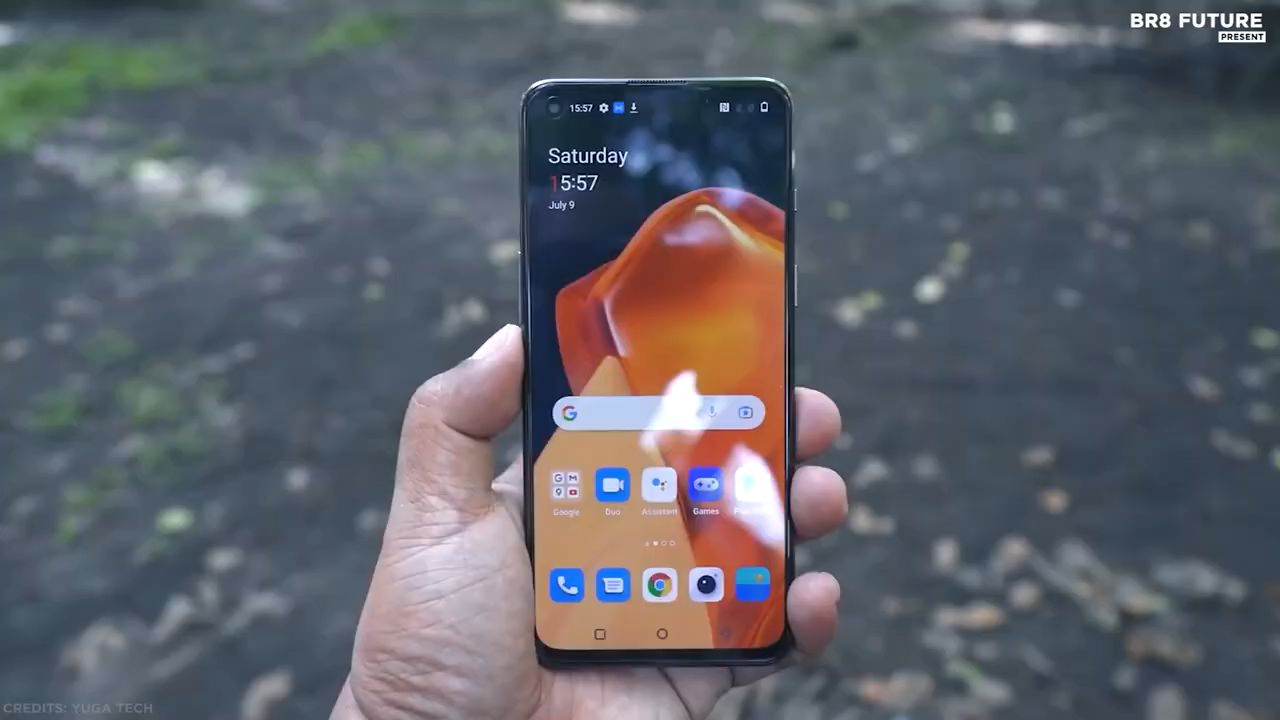 BR8 FUTURE
PRESENT
15:57
Saturday
15:57
July 9
Google
Duo
Assistant
Games
CREDITS: YUGA TECH